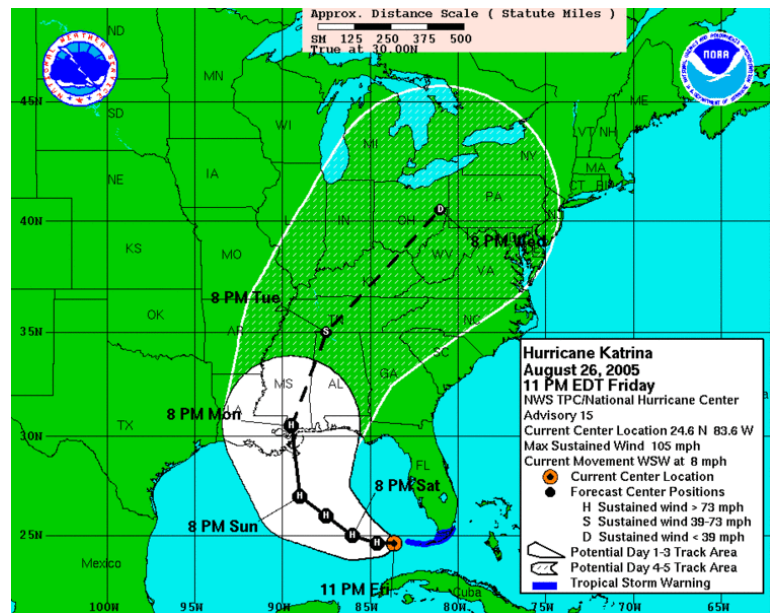 Approx. Distance Scale ( Statute Miles )
SM 125 250 375 500
True at 30.00N
NATIONAL WEATHER SERVICE
NOAA
ND
MN
SD
WI
MI
NY
VT
NH
ME
MA
CT
RI
45N
NE
IA
IN
OH
PA
NJ
40N
8 PM Wed
KS
MO
WV
VA
8 PM Tue
OK
AR
TN
NC
35N
SC
MS
AL
GA
8 PM Mon
LA
TX
30N
FL
8 PM Sat
8 PM Sun
25N
11 PM Fri
Mexico
Cuba
100W
95W
90W
85W
80W
75W
70W
65W
Hurricane Katrina
August 26, 2005
11 PM EDT Friday
NWS TPC/National Hurricane Center
Advisory 15
Current Center Location 24.6 N 83.6 W
Max Sustained Wind 105 mph
Current Movement WSW at 8 mph
Current Center Location
Forecast Center Positions
H Sustained wind > 73 mph
S Sustained wind 39-73 mph
D Sustained wind < 39 mph
Potential Day 1-3 Track Area
Potential Day 4-5 Track Area
Tropical Storm Warning
D
S
H
H
H
H
H